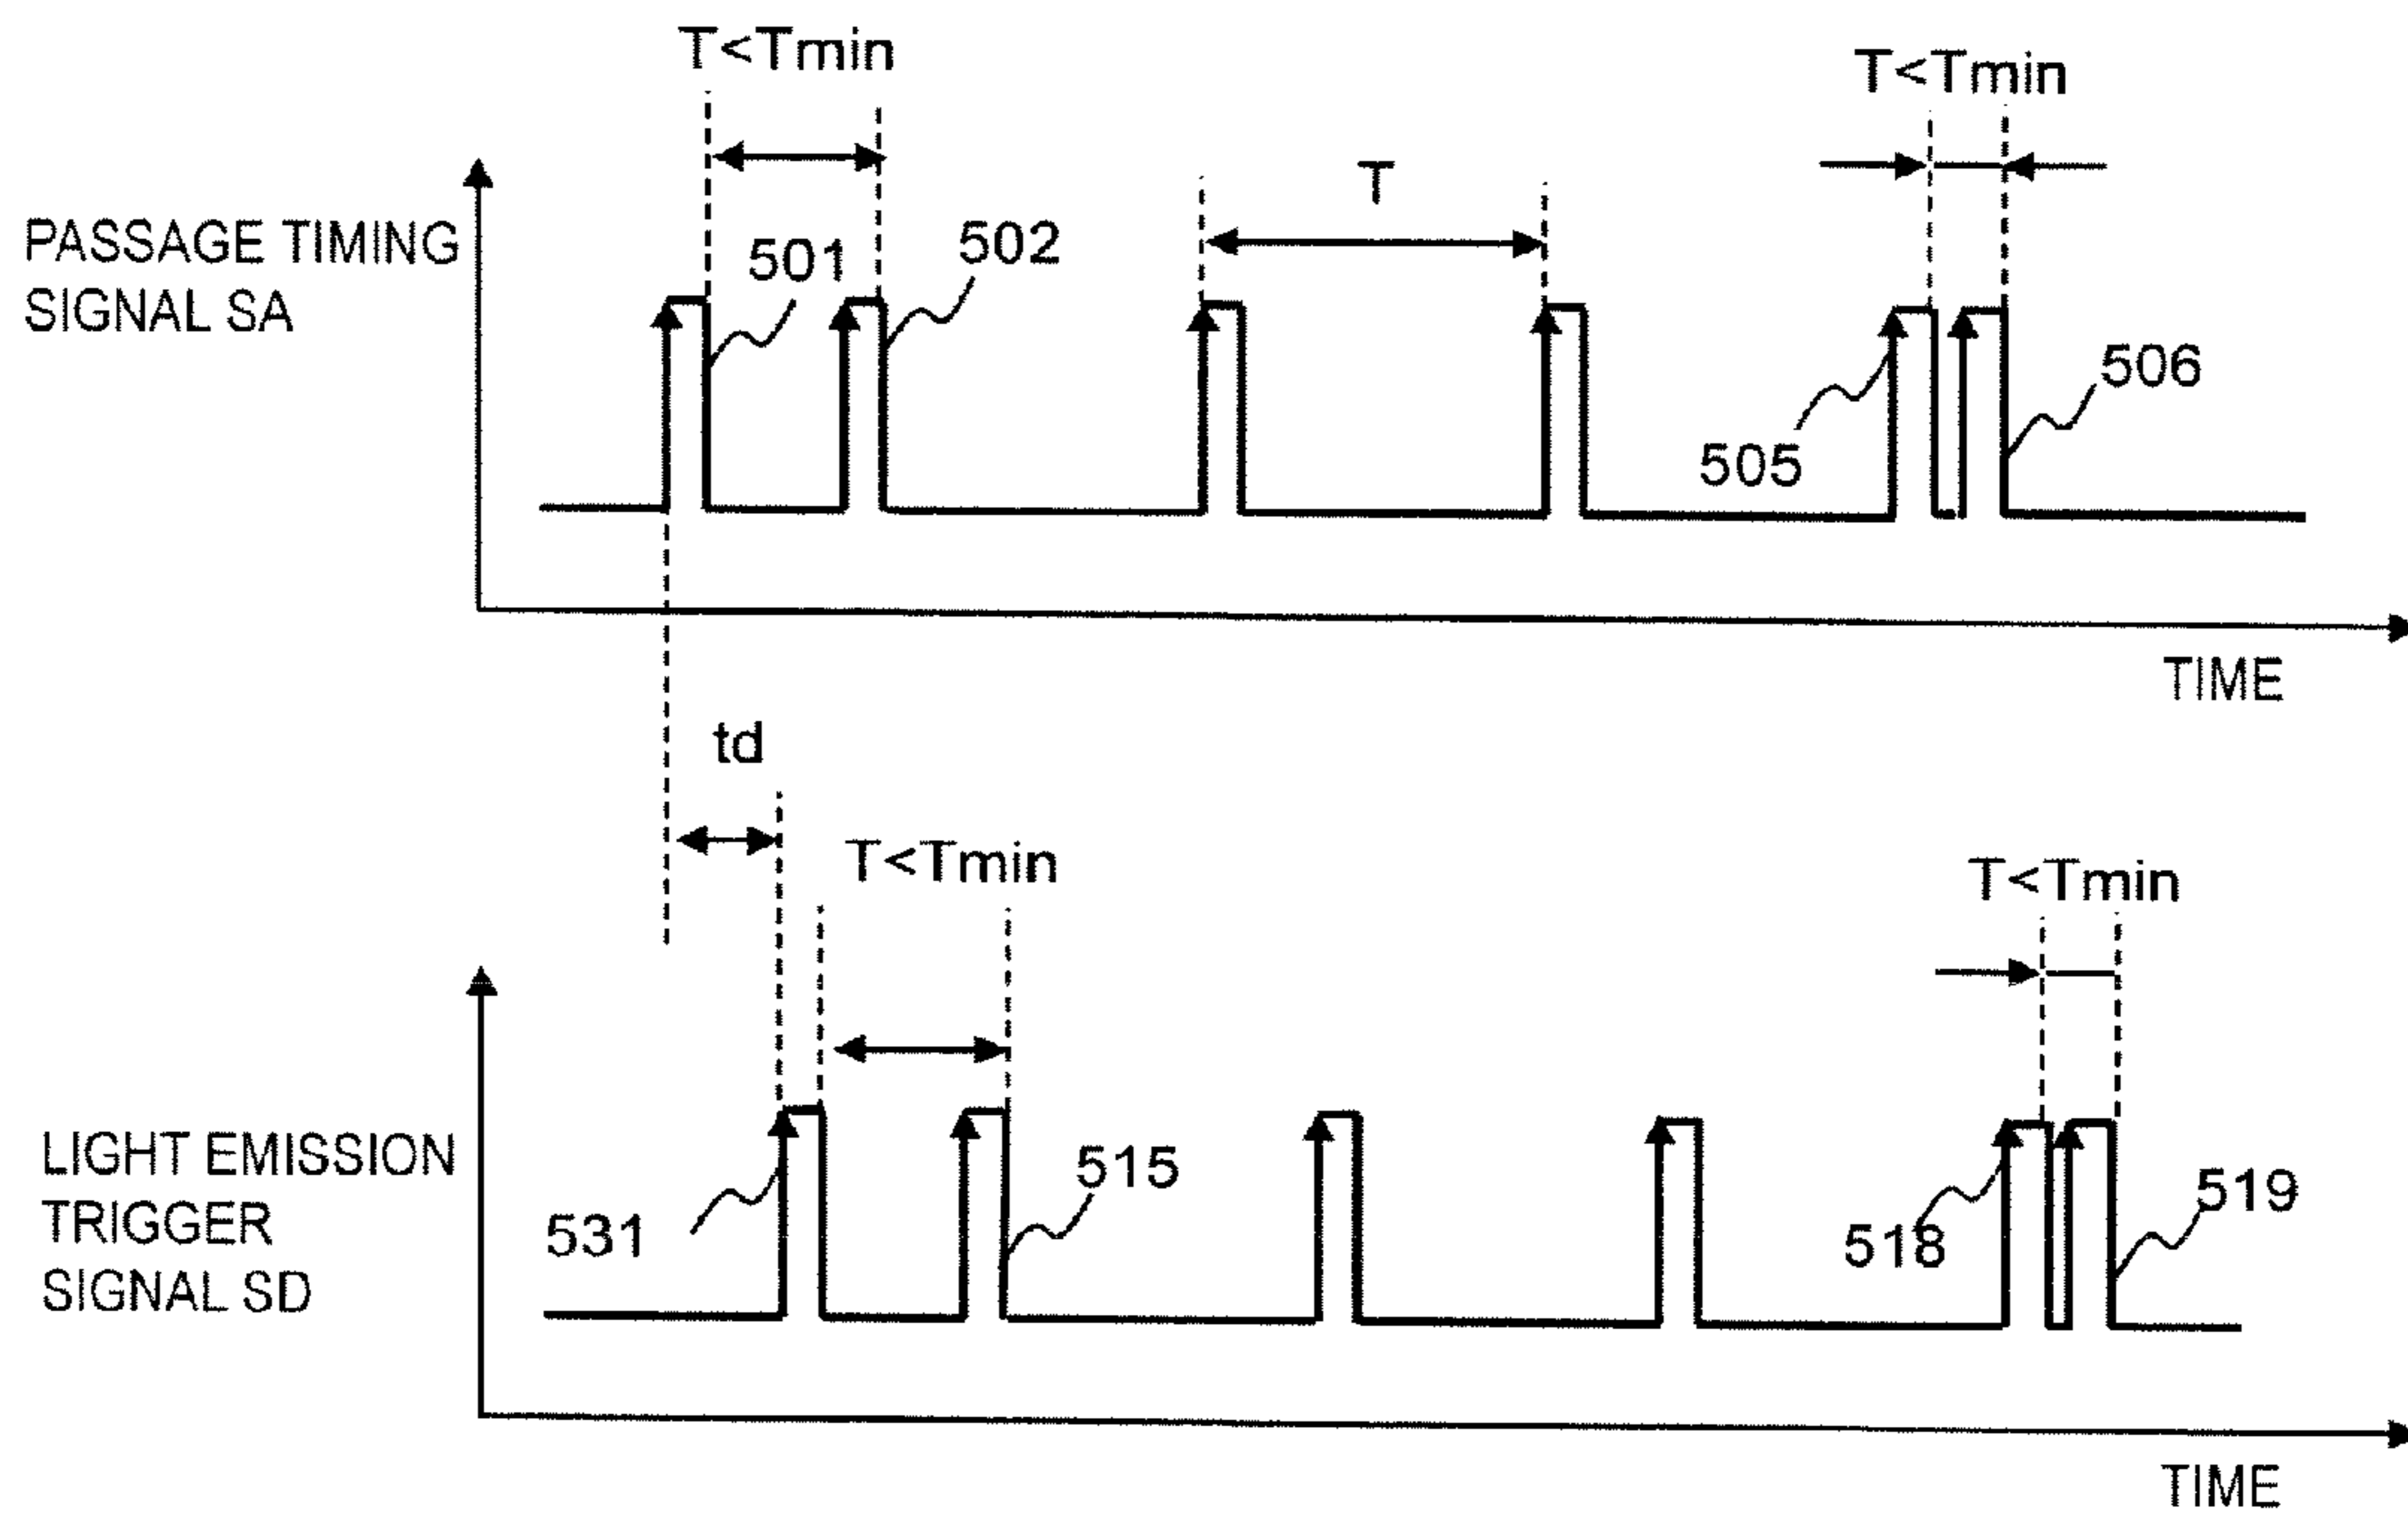 T<Tmin
T<Tmin
T
PASSAGE TIMING
SIGNAL SA
501
502
505
506
TIME
td
T<Tmin
T<Tmin
LIGHT EMISSION
TRIGGER
SIGNAL SD
531
515
518
519
TIME